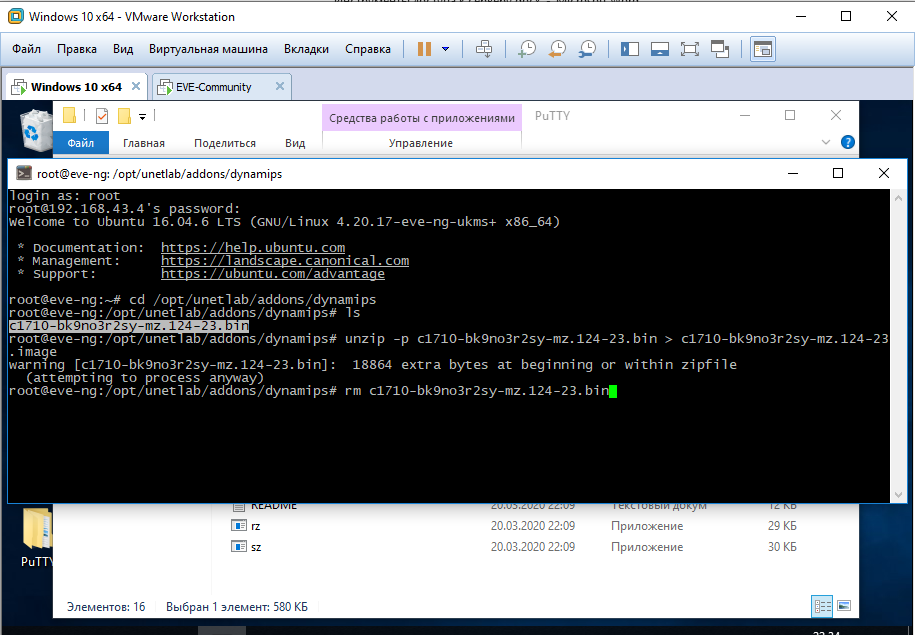 Windows 10 x64 - VMware Workstation
Файл Правка Вид Виртуальная машина Вкладки Справка
Windows 10 x64 EVE-Community
Средства работы с приложениями PuTTY
Файл Главная Поделиться Вид Управление
root@eve-ng: /opt/unetlab/addons/dynamips
login as: root
root@192.168.43.4's password:
Welcome to Ubuntu 16.04.6 LTS (GNU/Linux 4.20.17-eve-ng-ukms+ x86_64)
* Documentation: https://help.ubuntu.com
* Management: https://landscape.canonical.com
* Support: https://ubuntu.com/advantage
root@eve-ng:~# cd /opt/unetlab/addons/dynamips
root@eve-ng:/opt/unetlab/addons/dynamips# ls
c1710-bk9no3r2sy-mz.124-23.bin
root@eve-ng:/opt/unetlab/addons/dynamips# unzip -p c1710-bk9no3r2sy-mz.124-23.bin > c1710-bk9no3r2sy-mz.124-23
.image
warning [c1710-bk9no3r2sy-mz.124-23.bin]: 18864 extra bytes at beginning or within zipfile
(attempting to process anyway)
root@eve-ng:/opt/unetlab/addons/dynamips# rm c1710-bk9no3r2sy-mz.124-23.bin
README 20.03.2020 22:09 Текстовый докум 12 КБ
rz 20.03.2020 22:09 Приложение 29 КБ
sz 20.03.2020 22:09 Приложение 30 КБ
PuTTY
Элементов: 16 Выбран 1 элемент: 580 КБ